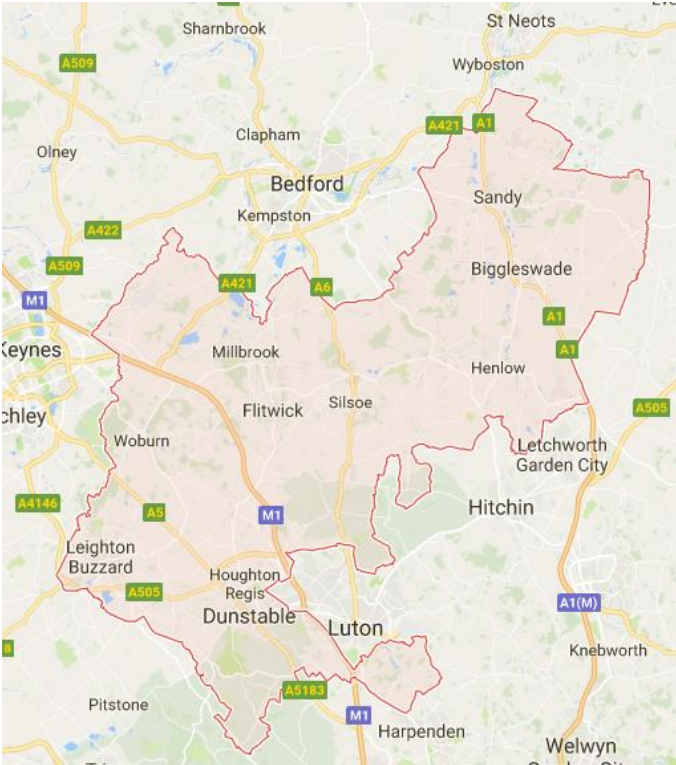 St Neots
Sharnbrook
A509
Wyboston
A421
A1
Clapham
Olney
Bedford
Sandy
Kempston
A422
A509
Biggleswade
A421
A6
M1
A1
Keynes
Millbrook
A1
Henlow
Silsoe
Flitwick
A505
chley
Woburn
Letchworth
Garden City
A4146
A5
M1
Hitchin
Leighton
Buzzard
Houghton
Regis
A505
A1(M)
Dunstable
Luton
8
Knebworth
A5183
Pitstone
M1
Harpenden
Welwyn